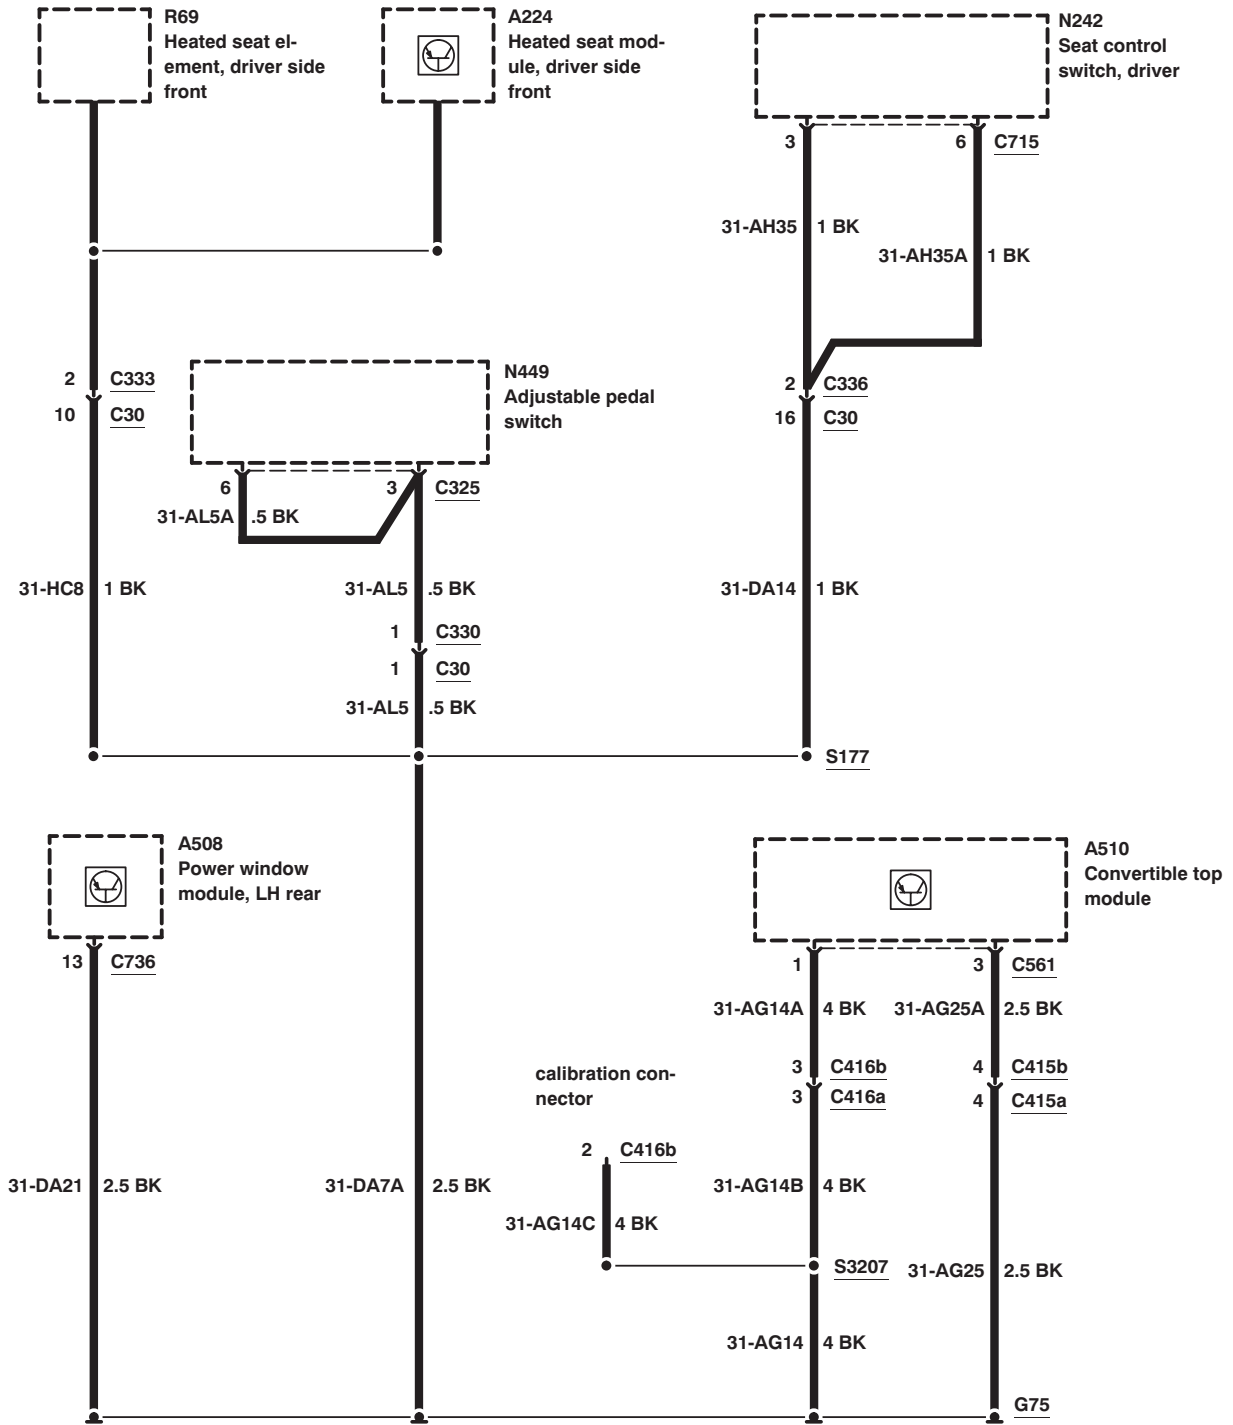 R69
Heated seat el-
ement, driver side
front
A224
Heated seat mod-
ule, driver side
front
N242
Seat control
switch, driver
3
6
C715
31-AH35
1 BK
31-AH35A
1 BK
2
C333
10
C30
N449
Adjustable pedal
switch
2
C336
16
C30
6
3
C325
31-AL5A
.5 BK
31-HC8
1 BK
31-AL5
.5 BK
31-DA14
1 BK
1
C330
1
C30
31-AL5
.5 BK
S177
A508
Power window
module, LH rear
A510
Convertible top
module
13
C736
1
3
C561
31-AG14A
4 BK
31-AG25A
2.5 BK
calibration con-
nector
3
C416b
4
C415b
3
C416a
4
C415a
2
C416b
31-DA21
2.5 BK
31-DA7A
2.5 BK
31-AG14B
4 BK
31-AG14C
4 BK
S3207
31-AG25
2.5 BK
31-AG14
4 BK
G75